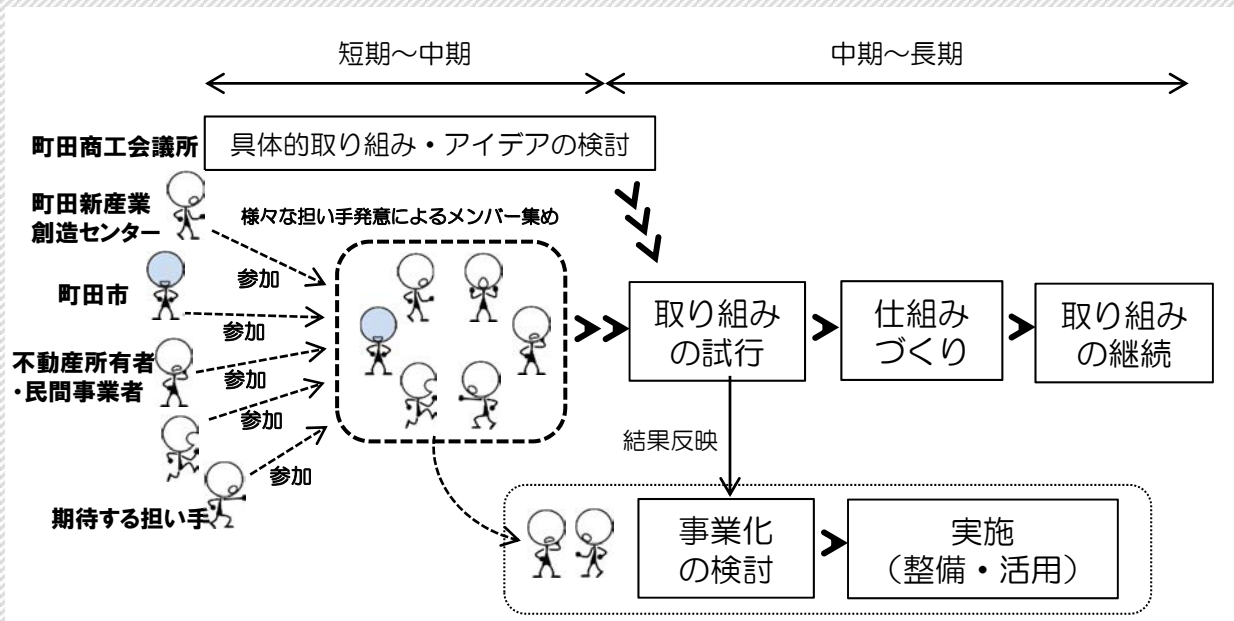 短期～中期
中期～長期
町田商工会議所
具体的取り組み・アイデアの検討
町田新産業
創造センター
様々な担い手発意によるメンバー集め
参加
町田市
参加
不動産所有者
・民間事業者
参加
参加
参加
期待する担い手
取り組み
の試行
仕組み
づくり
取り組み
の継続
結果反映
事業化
の検討
実施
（整備・活用）